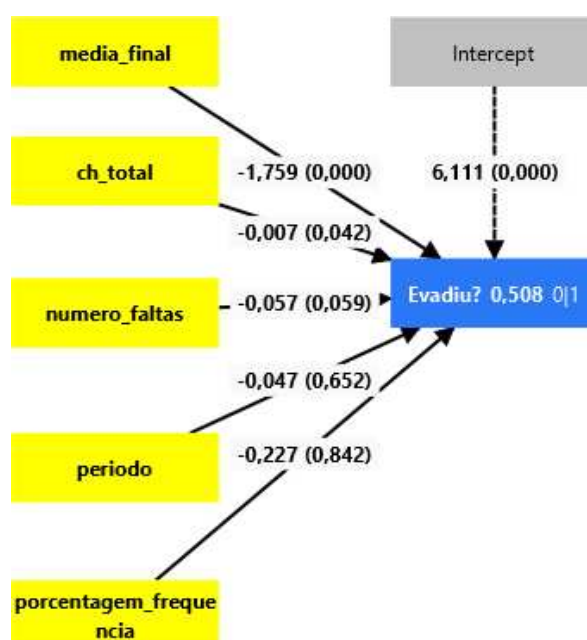 media_final
Intercept
ch_total
-1,759 (0,000)
6,111 (0,000)
-0,007 (0,042)
numero_faltas
-0,057 (0,059)
Evadiu? 0,508 0|1
-0,047 (0,652)
periodo
-0,227 (0,842)
porcentagem_freque
ncia